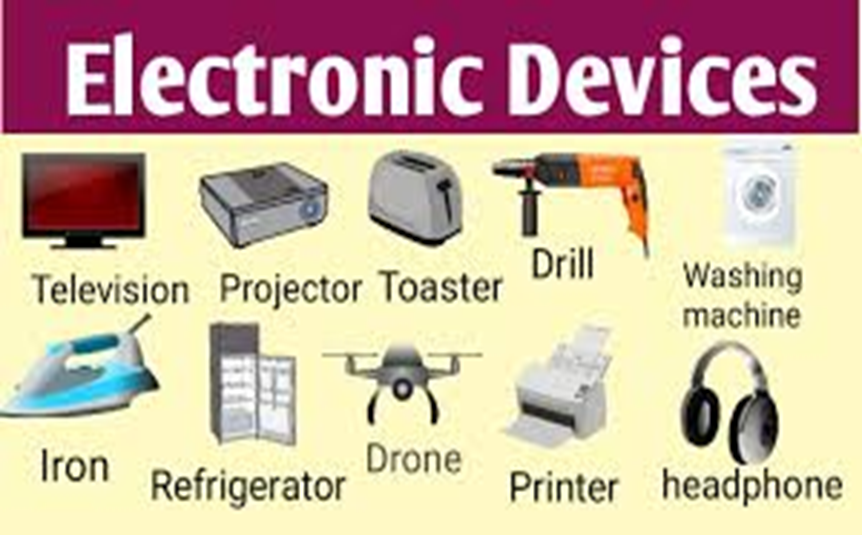 Electronic Devices
Television
Projector
Toaster
Drill
Washing
machine
Iron
Refrigerator
Drone
Printer
headphone